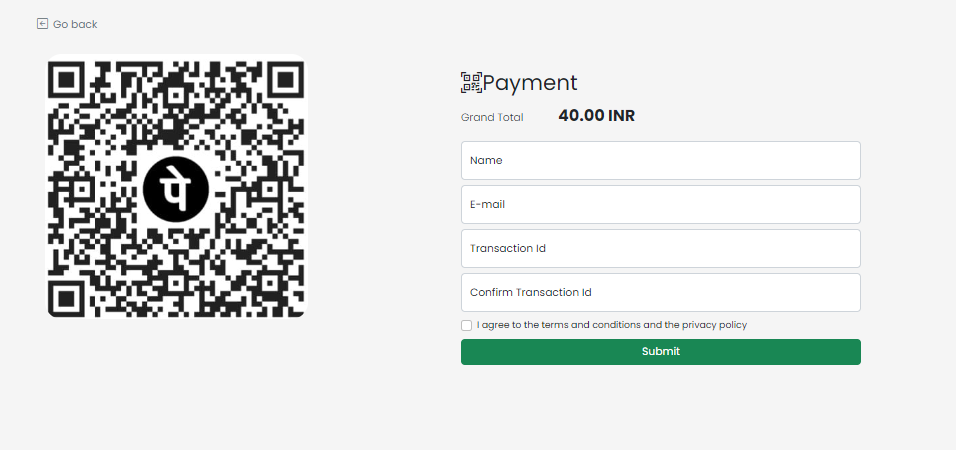 Go back
पे
Payment
Grand Total 40.00 INR
Name
E-mail
Transaction Id
Confirm Transaction Id
I agree to the terms and conditions and the privacy policy
Submit